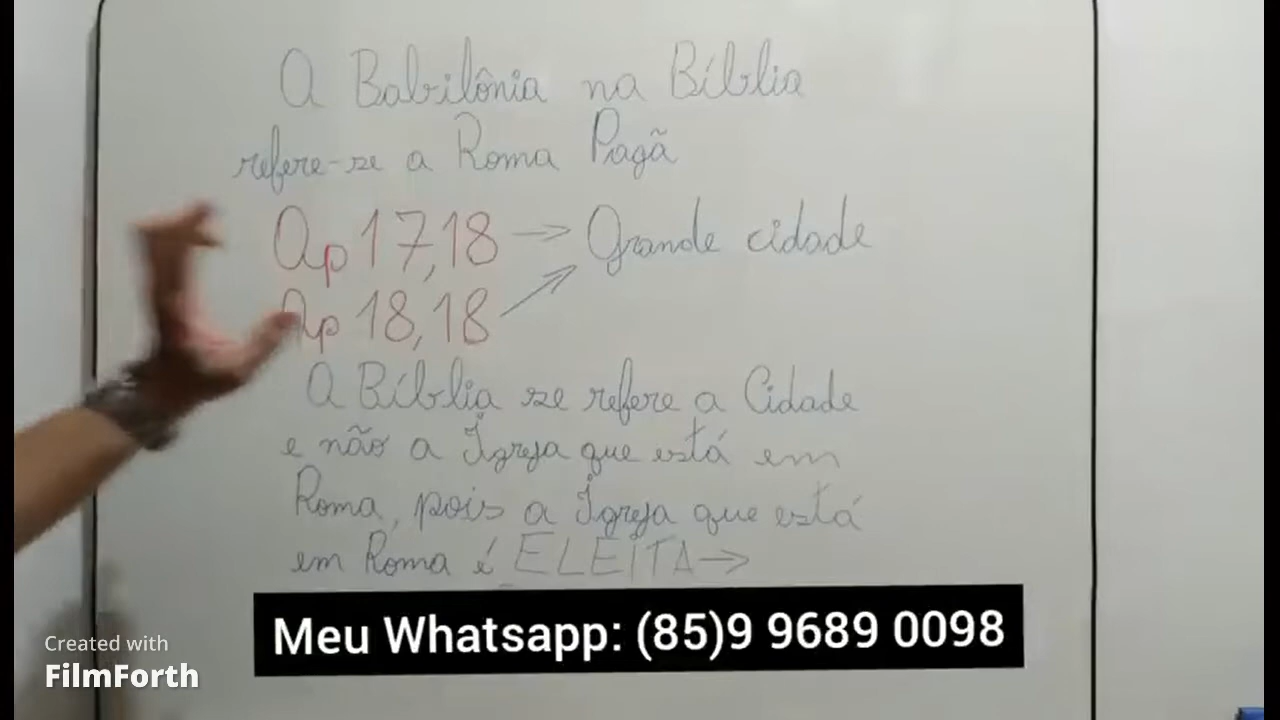 A Babilônia na Bíblia
refere-se a Roma Pagã
Ap 17,18 → Grande cidade
Ap 18,18
A Bíblia se refere a Cidade
e não a Igreja que está em
Roma, pois a Igreja que está
em Roma é ELEITA→
Meu Whatsapp: (85)9 9689 0098
Created with
FilmForth